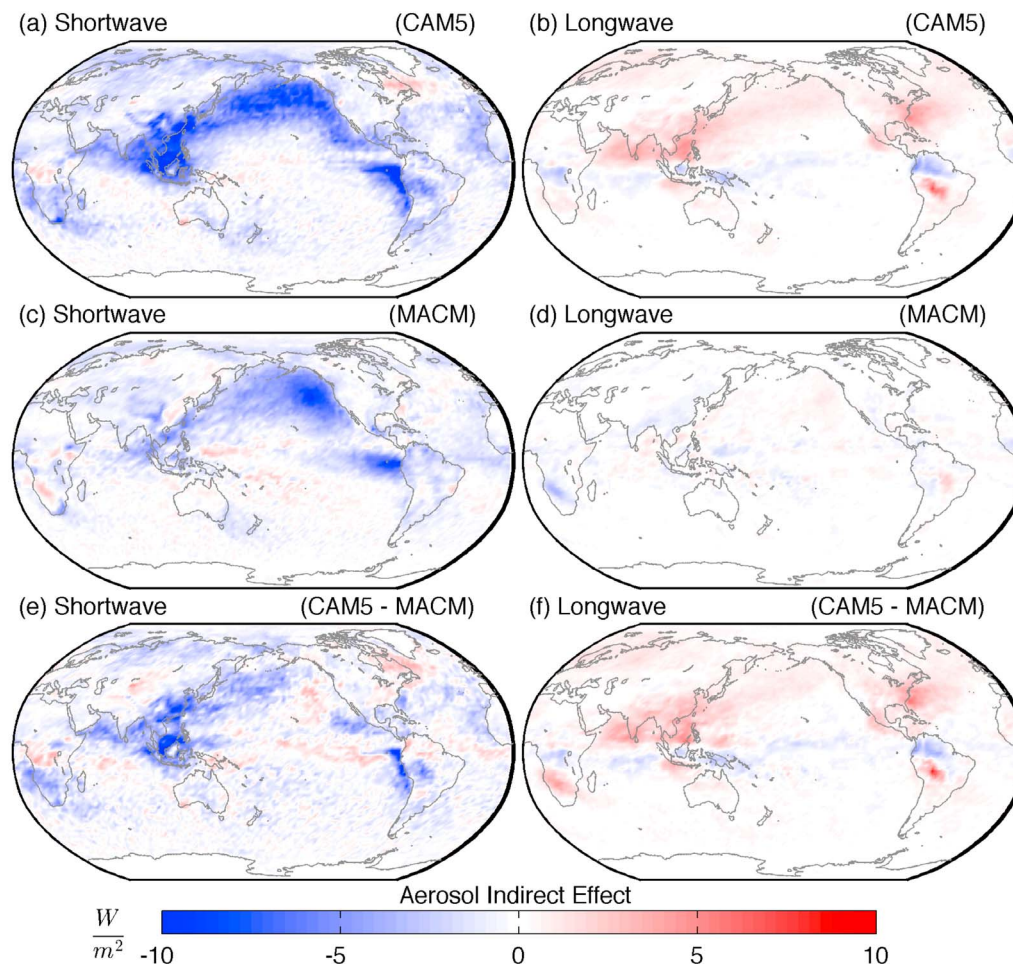 (a) Shortwave (CAM5) (b) Longwave (CAM5)
(c) Shortwave (MACM) (d) Longwave (MACM)
(e) Shortwave (CAM5 - MACM) (f) Longwave (CAM5 - MACM)
Aerosol Indirect Effect
W
m²
-10 -5 0 5 10